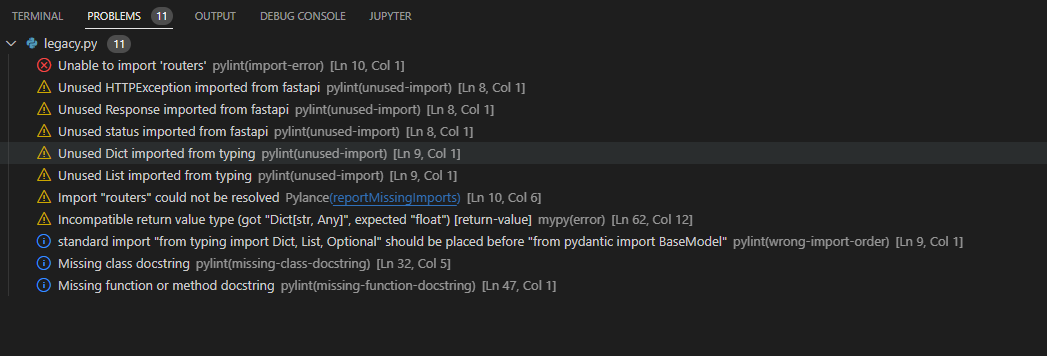 TERMINAL PROBLEMS 11 OUTPUT DEBUG CONSOLE JUPYTER
legacy.py 11
Unable to import 'routers' pylint(import-error) [Ln 10, Col 1]
Unused HTTPException imported from fastapi pylint(unused-import) [Ln 8, Col 1]
Unused Response imported from fastapi pylint(unused-import) [Ln 8, Col 1]
Unused status imported from fastapi pylint(unused-import) [Ln 8, Col 1]
Unused Dict imported from typing pylint(unused-import) [Ln 9, Col 1]
Unused List imported from typing pylint(unused-import) [Ln 9, Col 1]
Import "routers" could not be resolved Pylance(reportMissingImports) [Ln 10, Col 6]
Incompatible return value type (got "Dict[str, Any]", expected "float") [return-value] mypy(error) [Ln 62, Col 12]
standard import "from typing import Dict, List, Optional" should be placed before "from pydantic import BaseModel" pylint(wrong-import-order) [Ln 9, Col 1]
Missing class docstring pylint(missing-class-docstring) [Ln 32, Col 5]
Missing function or method docstring pylint(missing-function-docstring) [Ln 47, Col 1]